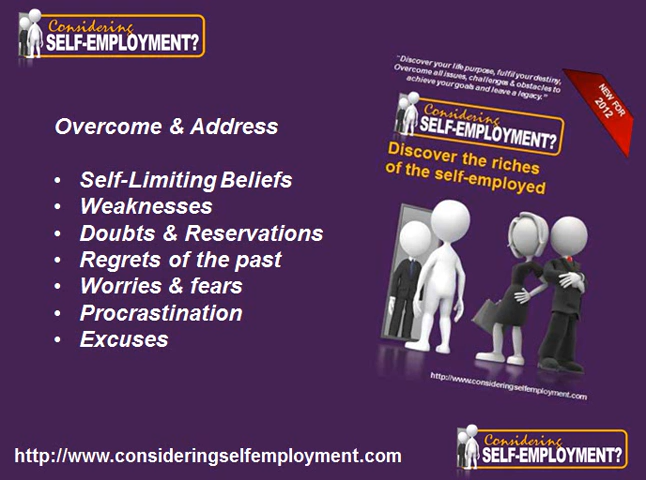 Considering
SELF-EMPLOYMENT?
Overcome & Address
• Self-Limiting Beliefs
• Weaknesses
• Doubts & Reservations
• Regrets of the past
• Worries & fears
• Procrastination
• Excuses
"Discover your life purpose, fulfil your destiny,
Overcome all issues, challenges & obstacles to
achieve your goals and leave a legacy."
NEW FOR
2012
Considering
SELF-EMPLOYMENT?
Discover the riches
of the self-employed
http://www.consideringselfemployment.com
http://www.consideringselfemployment.com
Considering
SELF-EMPLOYMENT?